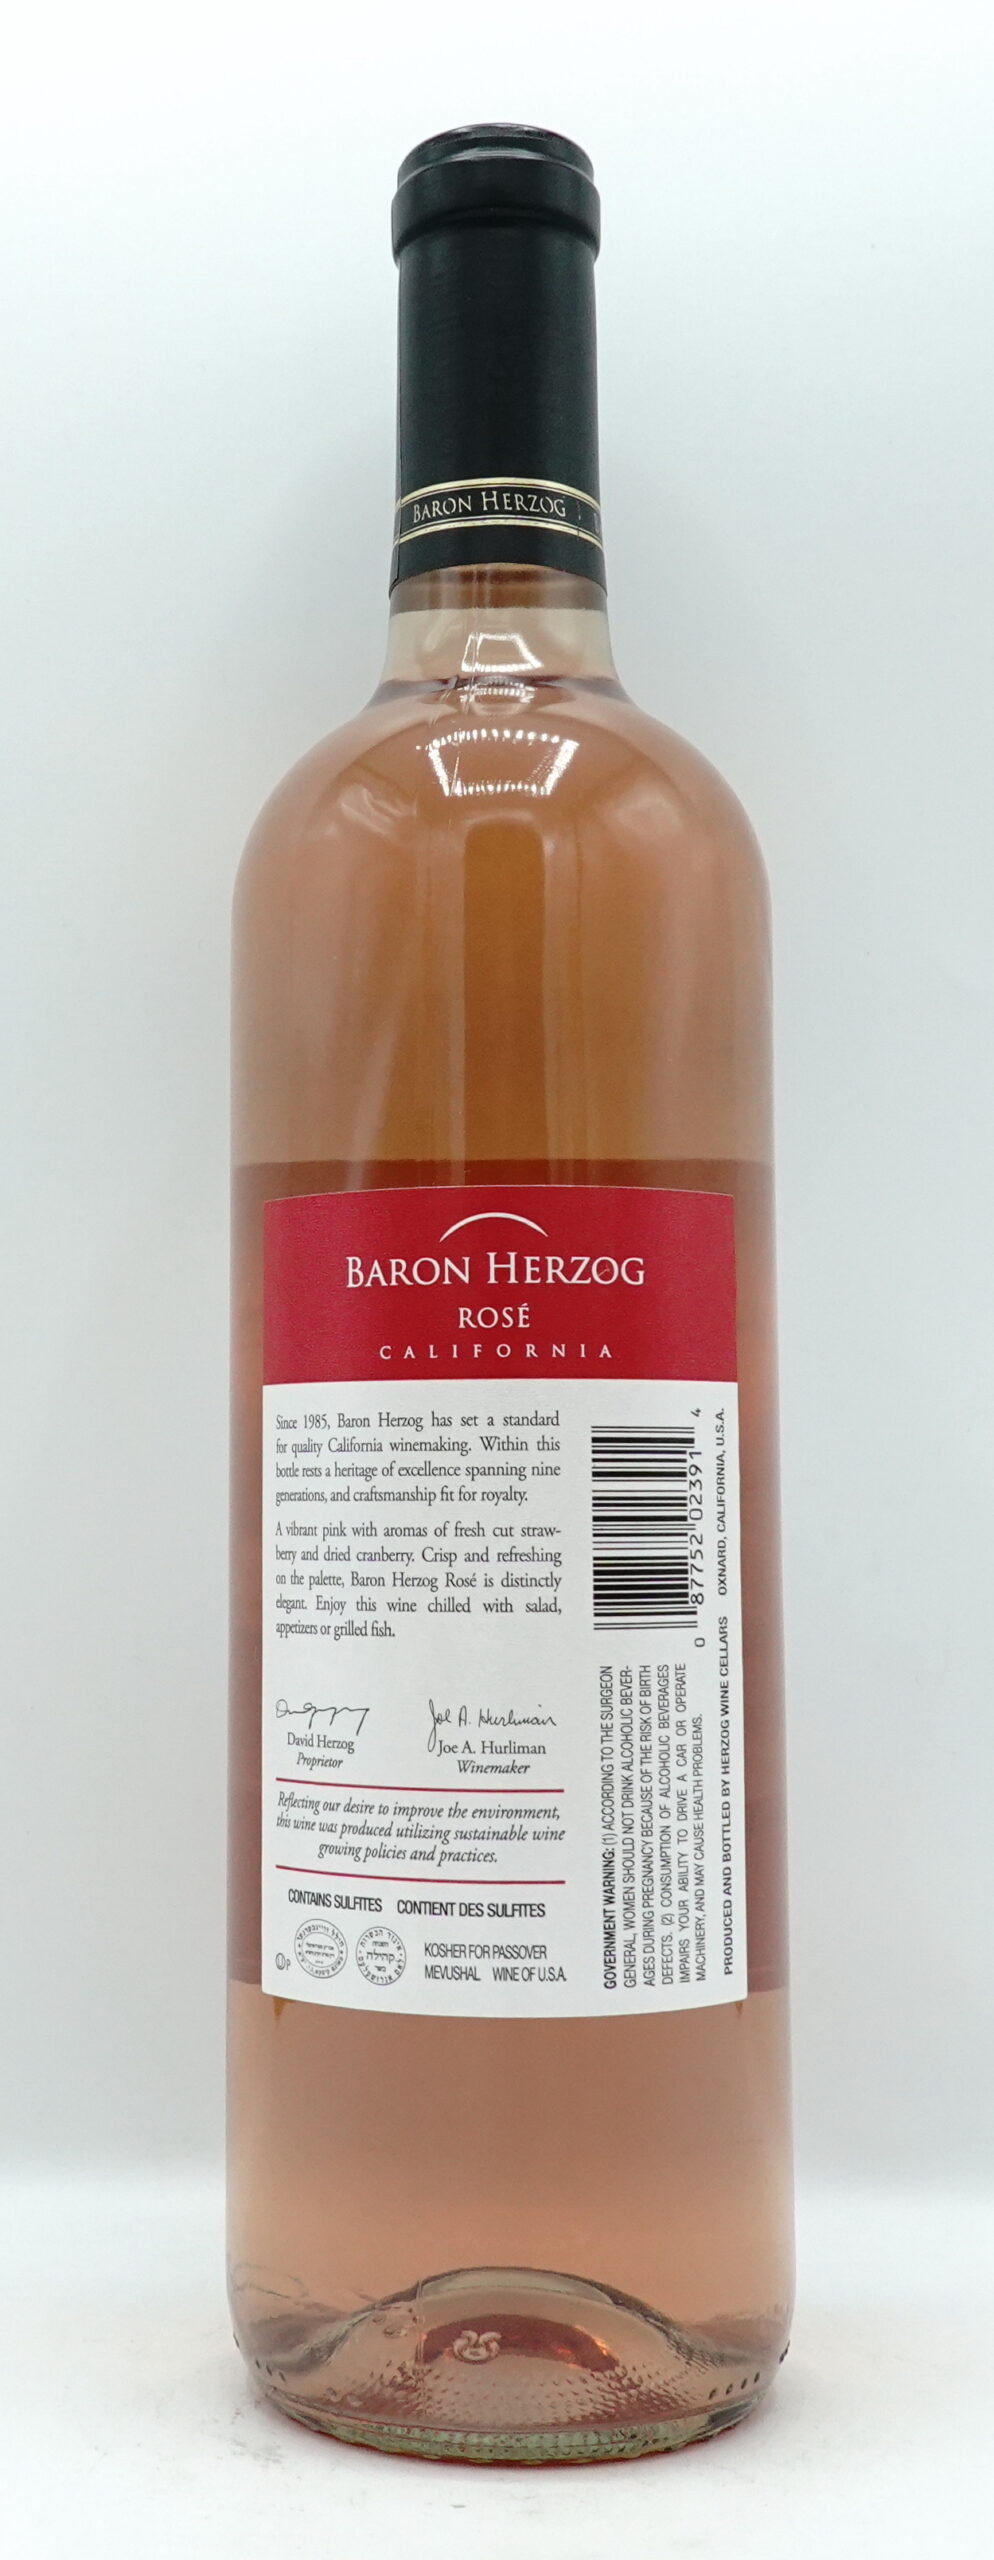 BARON HERZOG
BARON HERZOG
ROSÉ
CALIFORNIA
Since 1985, Baron Herzog has set a standard
for quality California winemaking. Within this
bottle rests a heritage of excellence spanning nine
generations, and craftsmanship fit for royalty.
A vibrant pink with aromas of fresh cut straw-
berry and dried cranberry. Crisp and refreshing
on the palette, Baron Herzog Rosé is distinctly
elegant. Enjoy this wine chilled with salad,
appetizers or grilled fish.
Joe A. Hurliman
David Herzog
Proprietor
Joe A. Hurliman
Winemaker
Reflecting our desire to improve the environment,
this wine was produced utilizing sustainable wine
growing policies and practices.
CONTAINS SULFITES CONTIENT DES SULFITES
U P
קהילה
KOSHER FOR PASSOVER
MEVUSHAL WINE OF U.S.A.
0 87752 02391 4
GOVERNMENT WARNING: (1) ACCORDING TO THE SURGEON
GENERAL, WOMEN SHOULD NOT DRINK ALCOHOLIC BEVER-
AGES DURING PREGNANCY BECAUSE OF THE RISK OF BIRTH
DEFECTS. (2) CONSUMPTION OF ALCOHOLIC BEVERAGES
IMPAIRS YOUR ABILITY TO DRIVE A CAR OR OPERATE
MACHINERY, AND MAY CAUSE HEALTH PROBLEMS.
PRODUCED AND BOTTLED BY HERZOG WINE CELLARS OXNARD, CALIFORNIA, U.S.A.